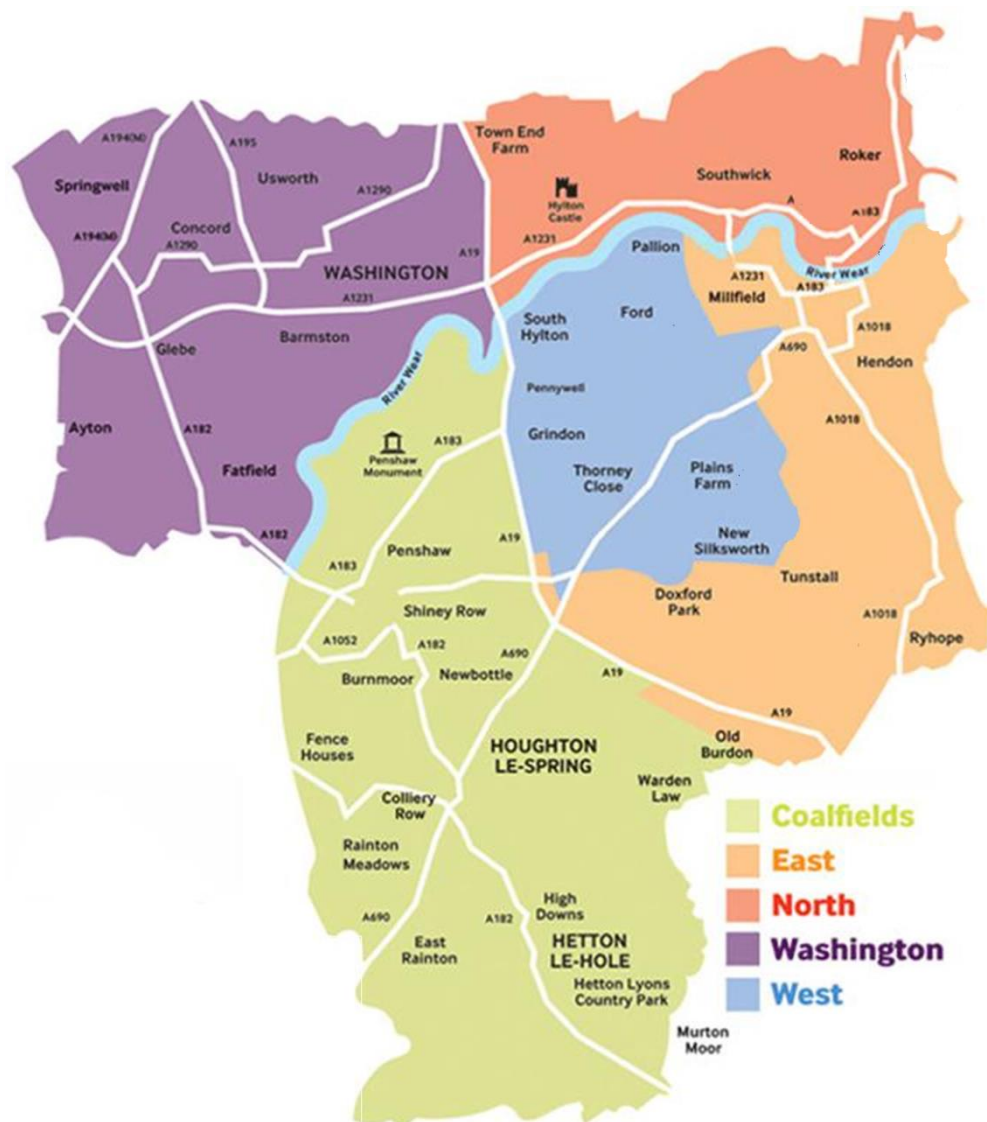 Town End
Farm
A194(M)
A195
Roker
Southwick
Usworth
Springwell
A1290
Hylton
Castle
A
A183
Concord
A194(M)
A1290
A1231
Pallion
A19
WASHINGTON
A1231
River Wear
A183
Millfield
A1231
Ford
South
Hylton
A1018
Barmston
Glebe
A690
Hendon
River Wear
Pennywell
A1018
Ayton
A182
Grindon
A183
Penshaw
Monument
Fatfield
Thorney
Close
Plains
Farm
A182
A19
New
Silksworth
Penshaw
A183
Tunstall
Doxford
Park
Shiney Row
A1018
Ryhope
A1052
A182
A690
Newbottle
Burnmoor
A19
A19
Fence
Houses
HOUGHTON
LE-SPRING
Old
Burdon
Warden
Law
Colliery
Row
Coalfields
Rainton
Meadows
East
High
Downs
North
A690
A182
East
Rainton
HETTON
LE-HOLE
Washington
Hetton Lyons
Country Park
West
Murton
Moor